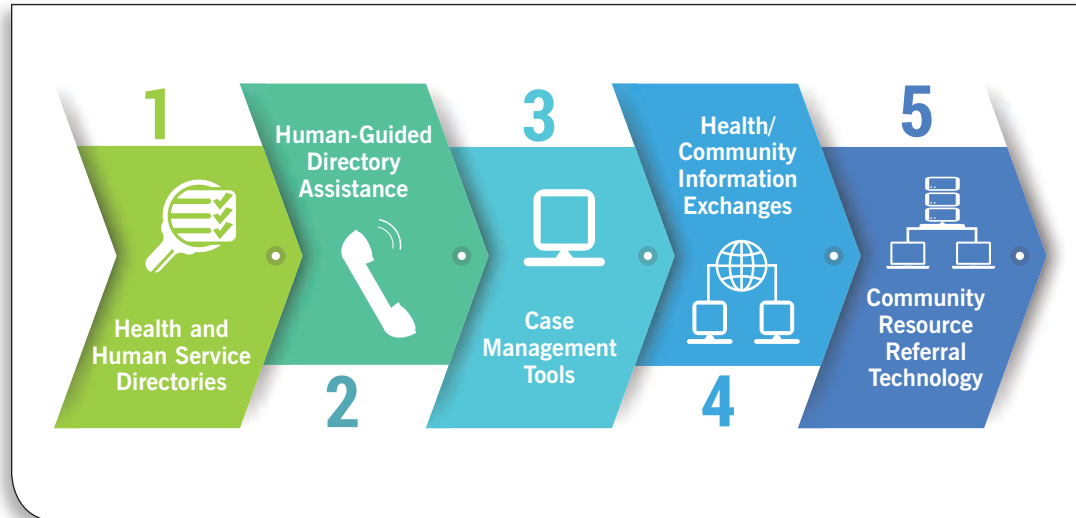 1
Health and
Human Service
Directories
Human-Guided
Directory
Assistance
2
3
Case
Management
Tools
Health/
Community
Information
Exchanges
4
5
Community
Resource
Referral
Technology